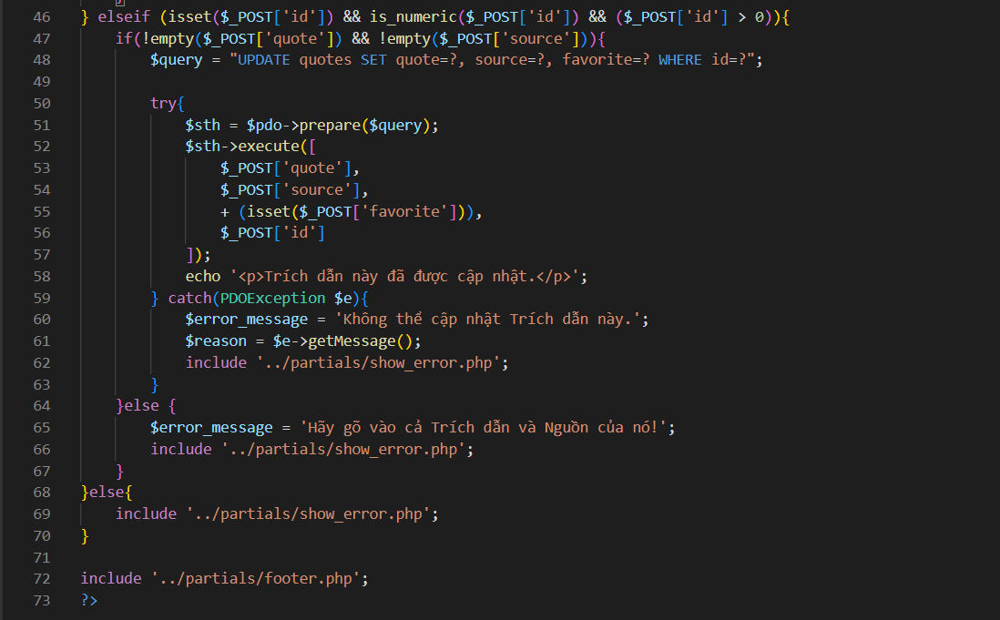 46 } elseif (isset($_POST['id']) && is_numeric($_POST['id']) && ($_POST['id'] > 0)){
47     if(!empty($_POST['quote']) && !empty($_POST['source'])){
48         $query = "UPDATE quotes SET quote=?, source=?, favorite=? WHERE id=?";
49
50         try{
51             $sth = $pdo->prepare($query);
52             $sth->execute([
53                 $_POST['quote'],
54                 $_POST['source'],
55                 + (isset($_POST['favorite'])),
56                 $_POST['id']
57             ]);
58             echo '<p>Trích dẫn này đã được cập nhật.</p>';
59         } catch(PDOException $e){
60             $error_message = 'Không thể cập nhật Trích dẫn này.';
61             $reason = $e->getMessage();
62             include '../partials/show_error.php';
63         }
64     }else {
65         $error_message = 'Hãy gõ vào cả Trích dẫn và Nguồn của nó!';
66         include '../partials/show_error.php';
67     }
68 }else{
69     include '../partials/show_error.php';
70 }
71
72 include '../partials/footer.php';
73 ?>